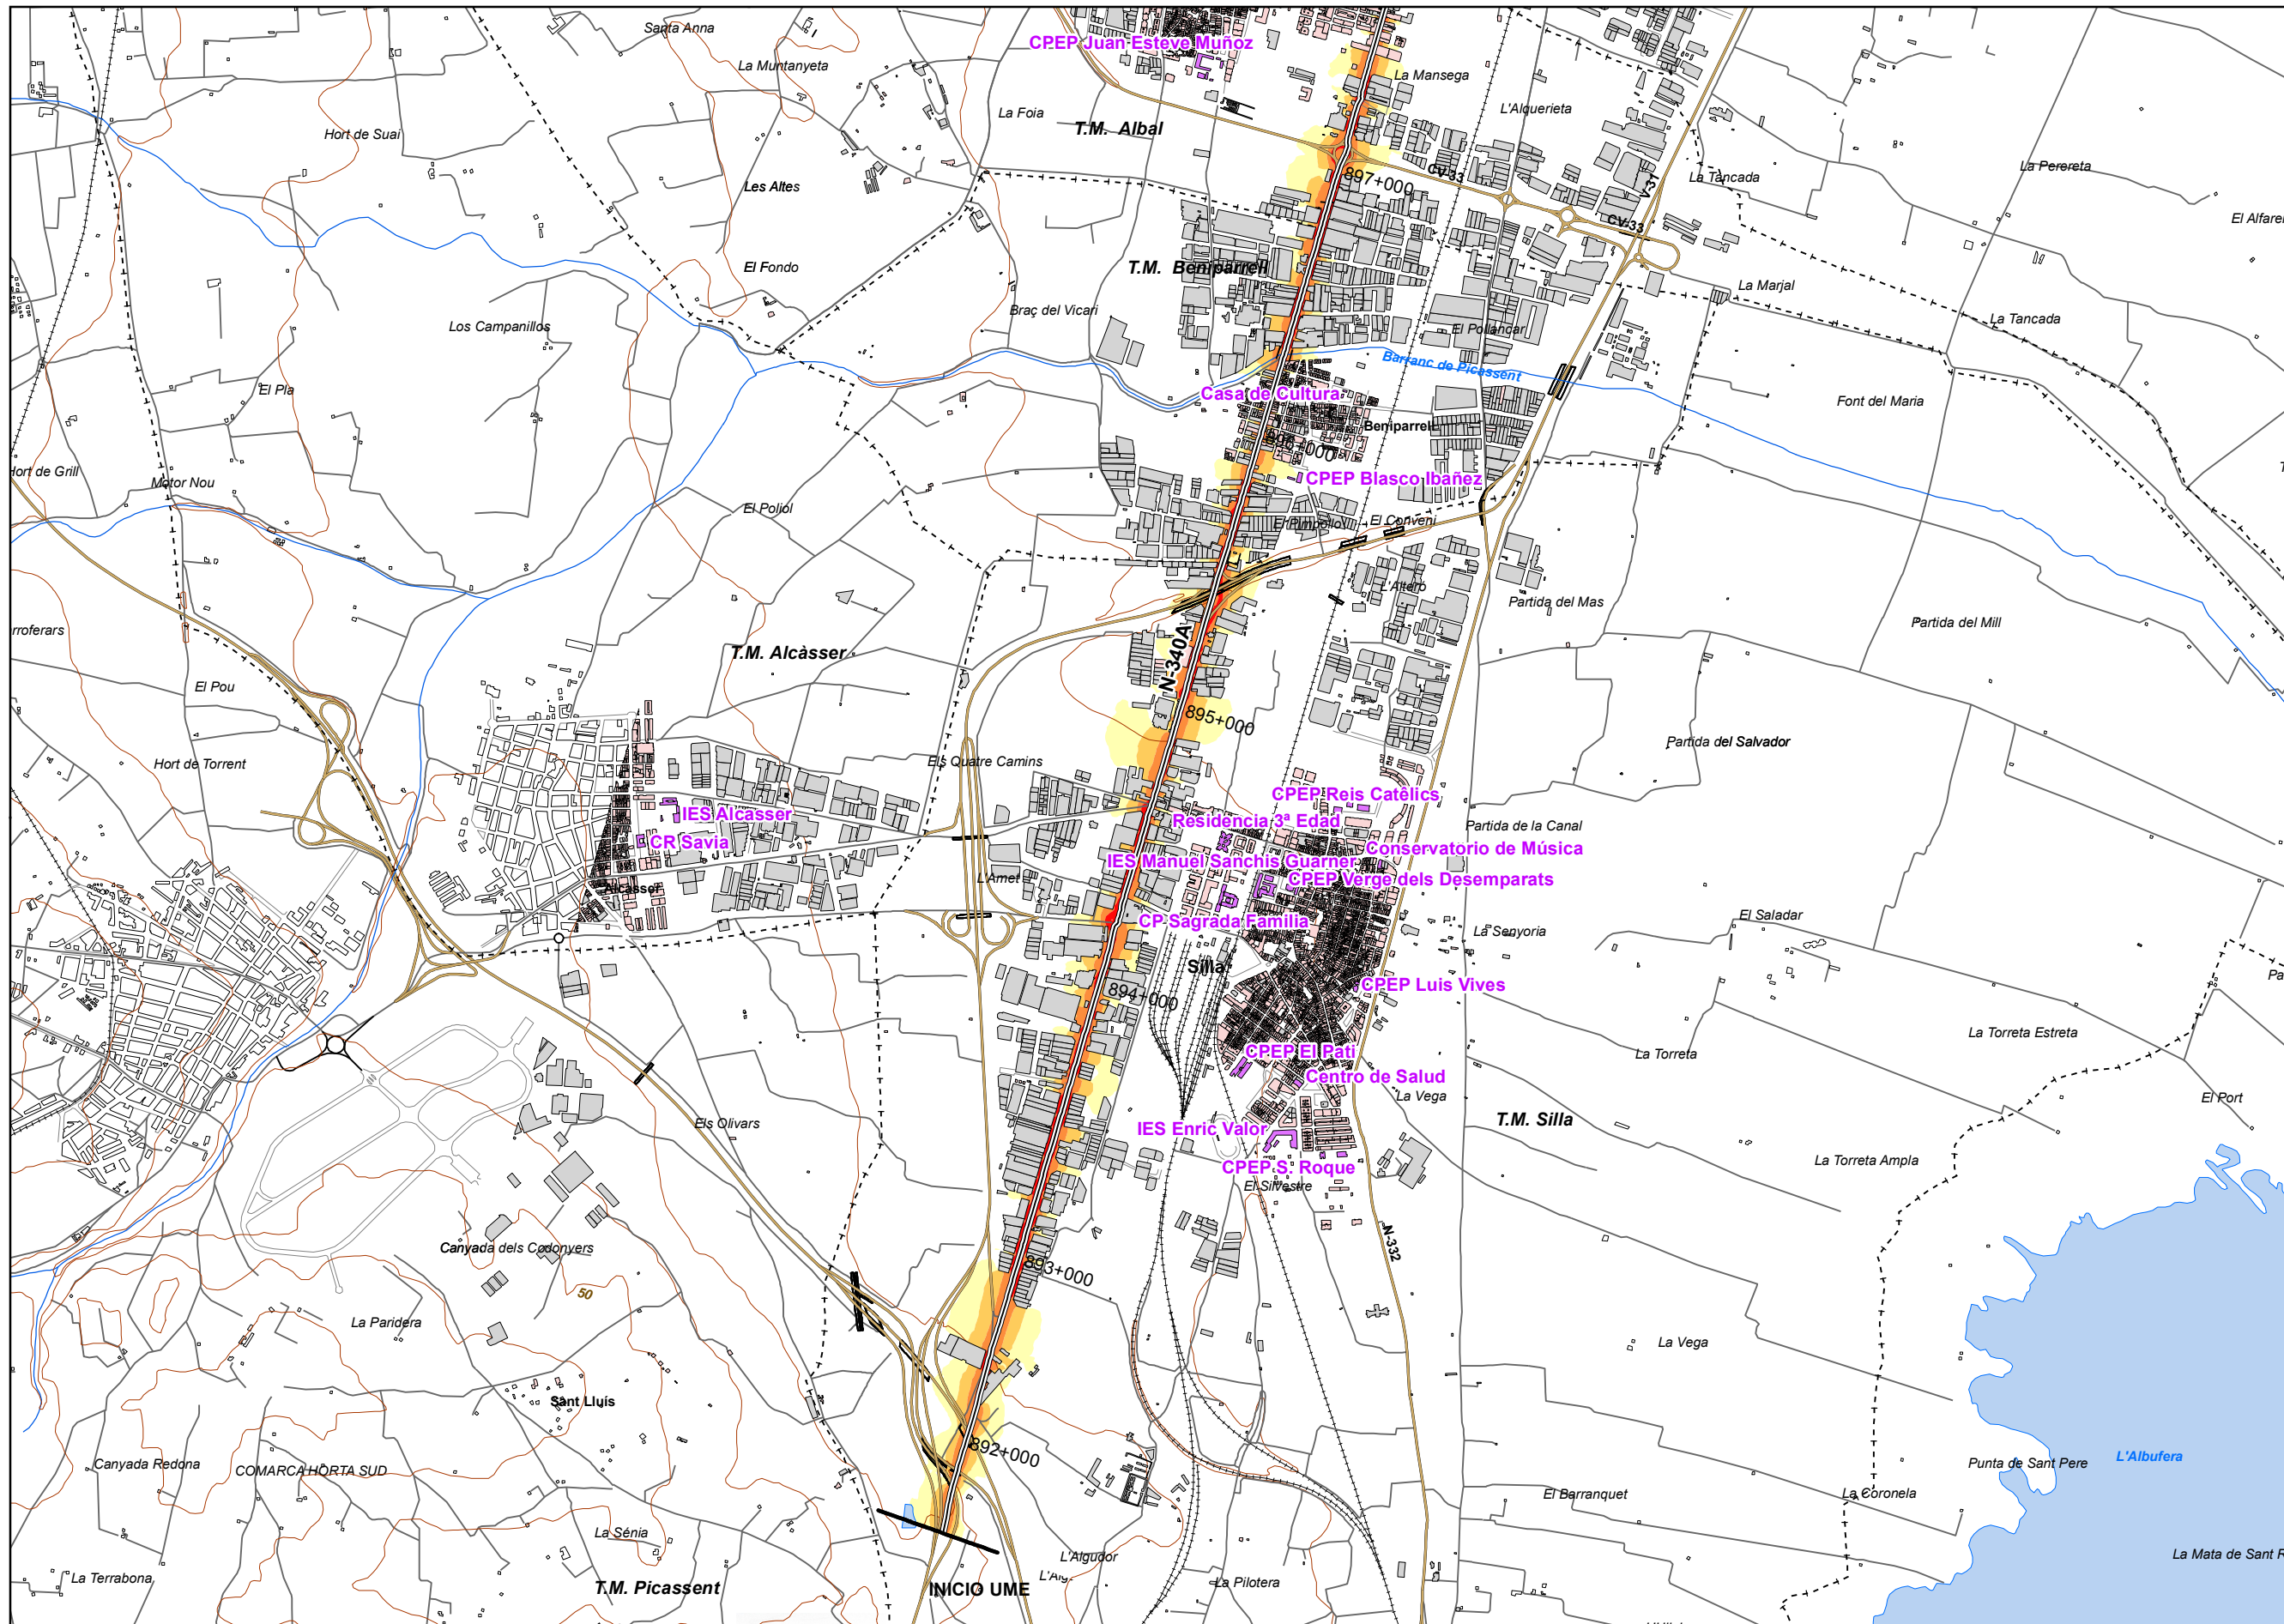 Santa Anna
CPEP Juan Esteve Muñoz
La Muntanyeta
La Mansega
La Foia
L'Alquerieta
T.M. Albal
Hort de Suai
La Perereta
CV-33
897+000
La Tancada
V-31
Les Altes
El Alfare
CV-33
El Fondo
T.M. Beniparrell
La Marjal
Braç del Vicari
La Tancada
Los Campanillos
El Pollancar
Barranc de Picassent
El Pla
Casa de Cultura
Font del Maria
Beniparrell
896+000
Hort de Grill
Motor Nou
CPEP Blasco Ibañez
El Poliol
El Pimpollo
El Conveni
L'Alteró
Partida del Mas
rroferars
Partida del Mill
T.M. Alcàsser
N-340A
El Pou
895+000
Partida del Salvador
Hort de Torrent
Els Quatre Camins
CPEP Reis Catèlics
IES Alcasser
Residencia 3ª Edad
Partida de la Canal
CR Savia
Conservatorio de Música
IES Manuel Sanchis Guarner
L'Amet
CPEP Verge dels Desemparats
Alcàsser
El Saladar
CP Sagrada Familia
La Senyoria
Silla
Pa
CPEP Luis Vives
894+000
La Torreta Estreta
CPEP El Pati
La Torreta
Centro de Salud
La Vega
El Port
Els Olivars
T.M. Silla
IES Enric Valor
La Torreta Ampla
CPEP S. Roque
El Silvestre
N-332
Canyada dels Codonyers
893+000
50
La Paridera
La Vega
Sant Lluís
892+000
L'Albufera
Canyada Redona
COMARCA HORTA SUD
Punta de Sant Pere
El Barranquet
La Coronela
La Sénia
L'Algudor
La Mata de Sant R
La Terrabona
L'Alg
La Pilotera
T.M. Picassent
INICIO UME